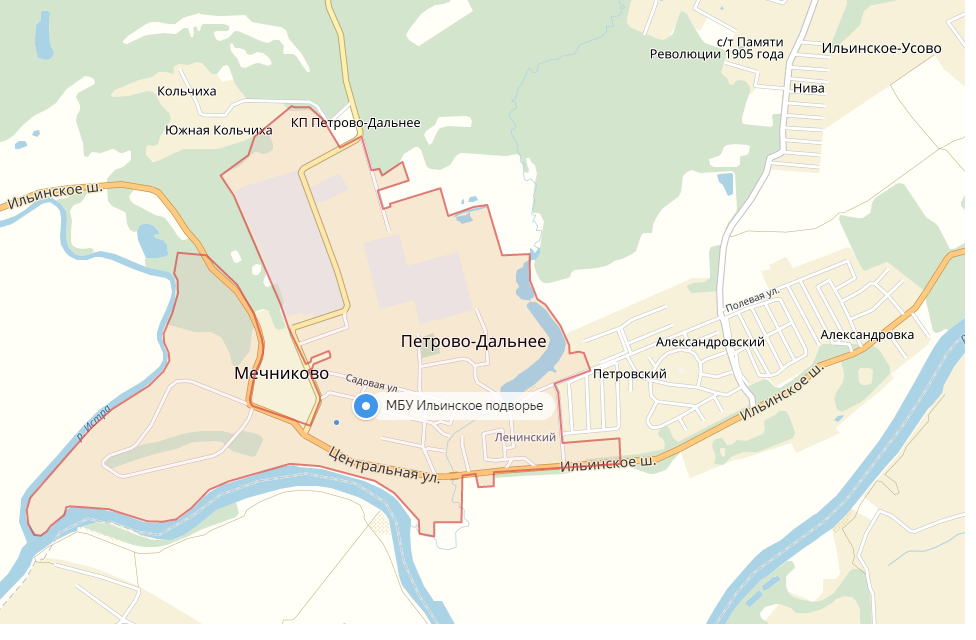 с/т Памяти
Революции 1905 года
Ильинское-Усово
Нива
Кольчиха
КП Петрово-Дальнее
Южная Кольчиха
Ильинское ш.
Полевая ул.
Александровка
Петрово-Дальнее
Александровский
Мечниково
Петровский
Садовая ул.
МБУ Ильинское подворье
Ильинское ш.
р. Истра
Ленинский
Центральная ул.
Ильинское ш.